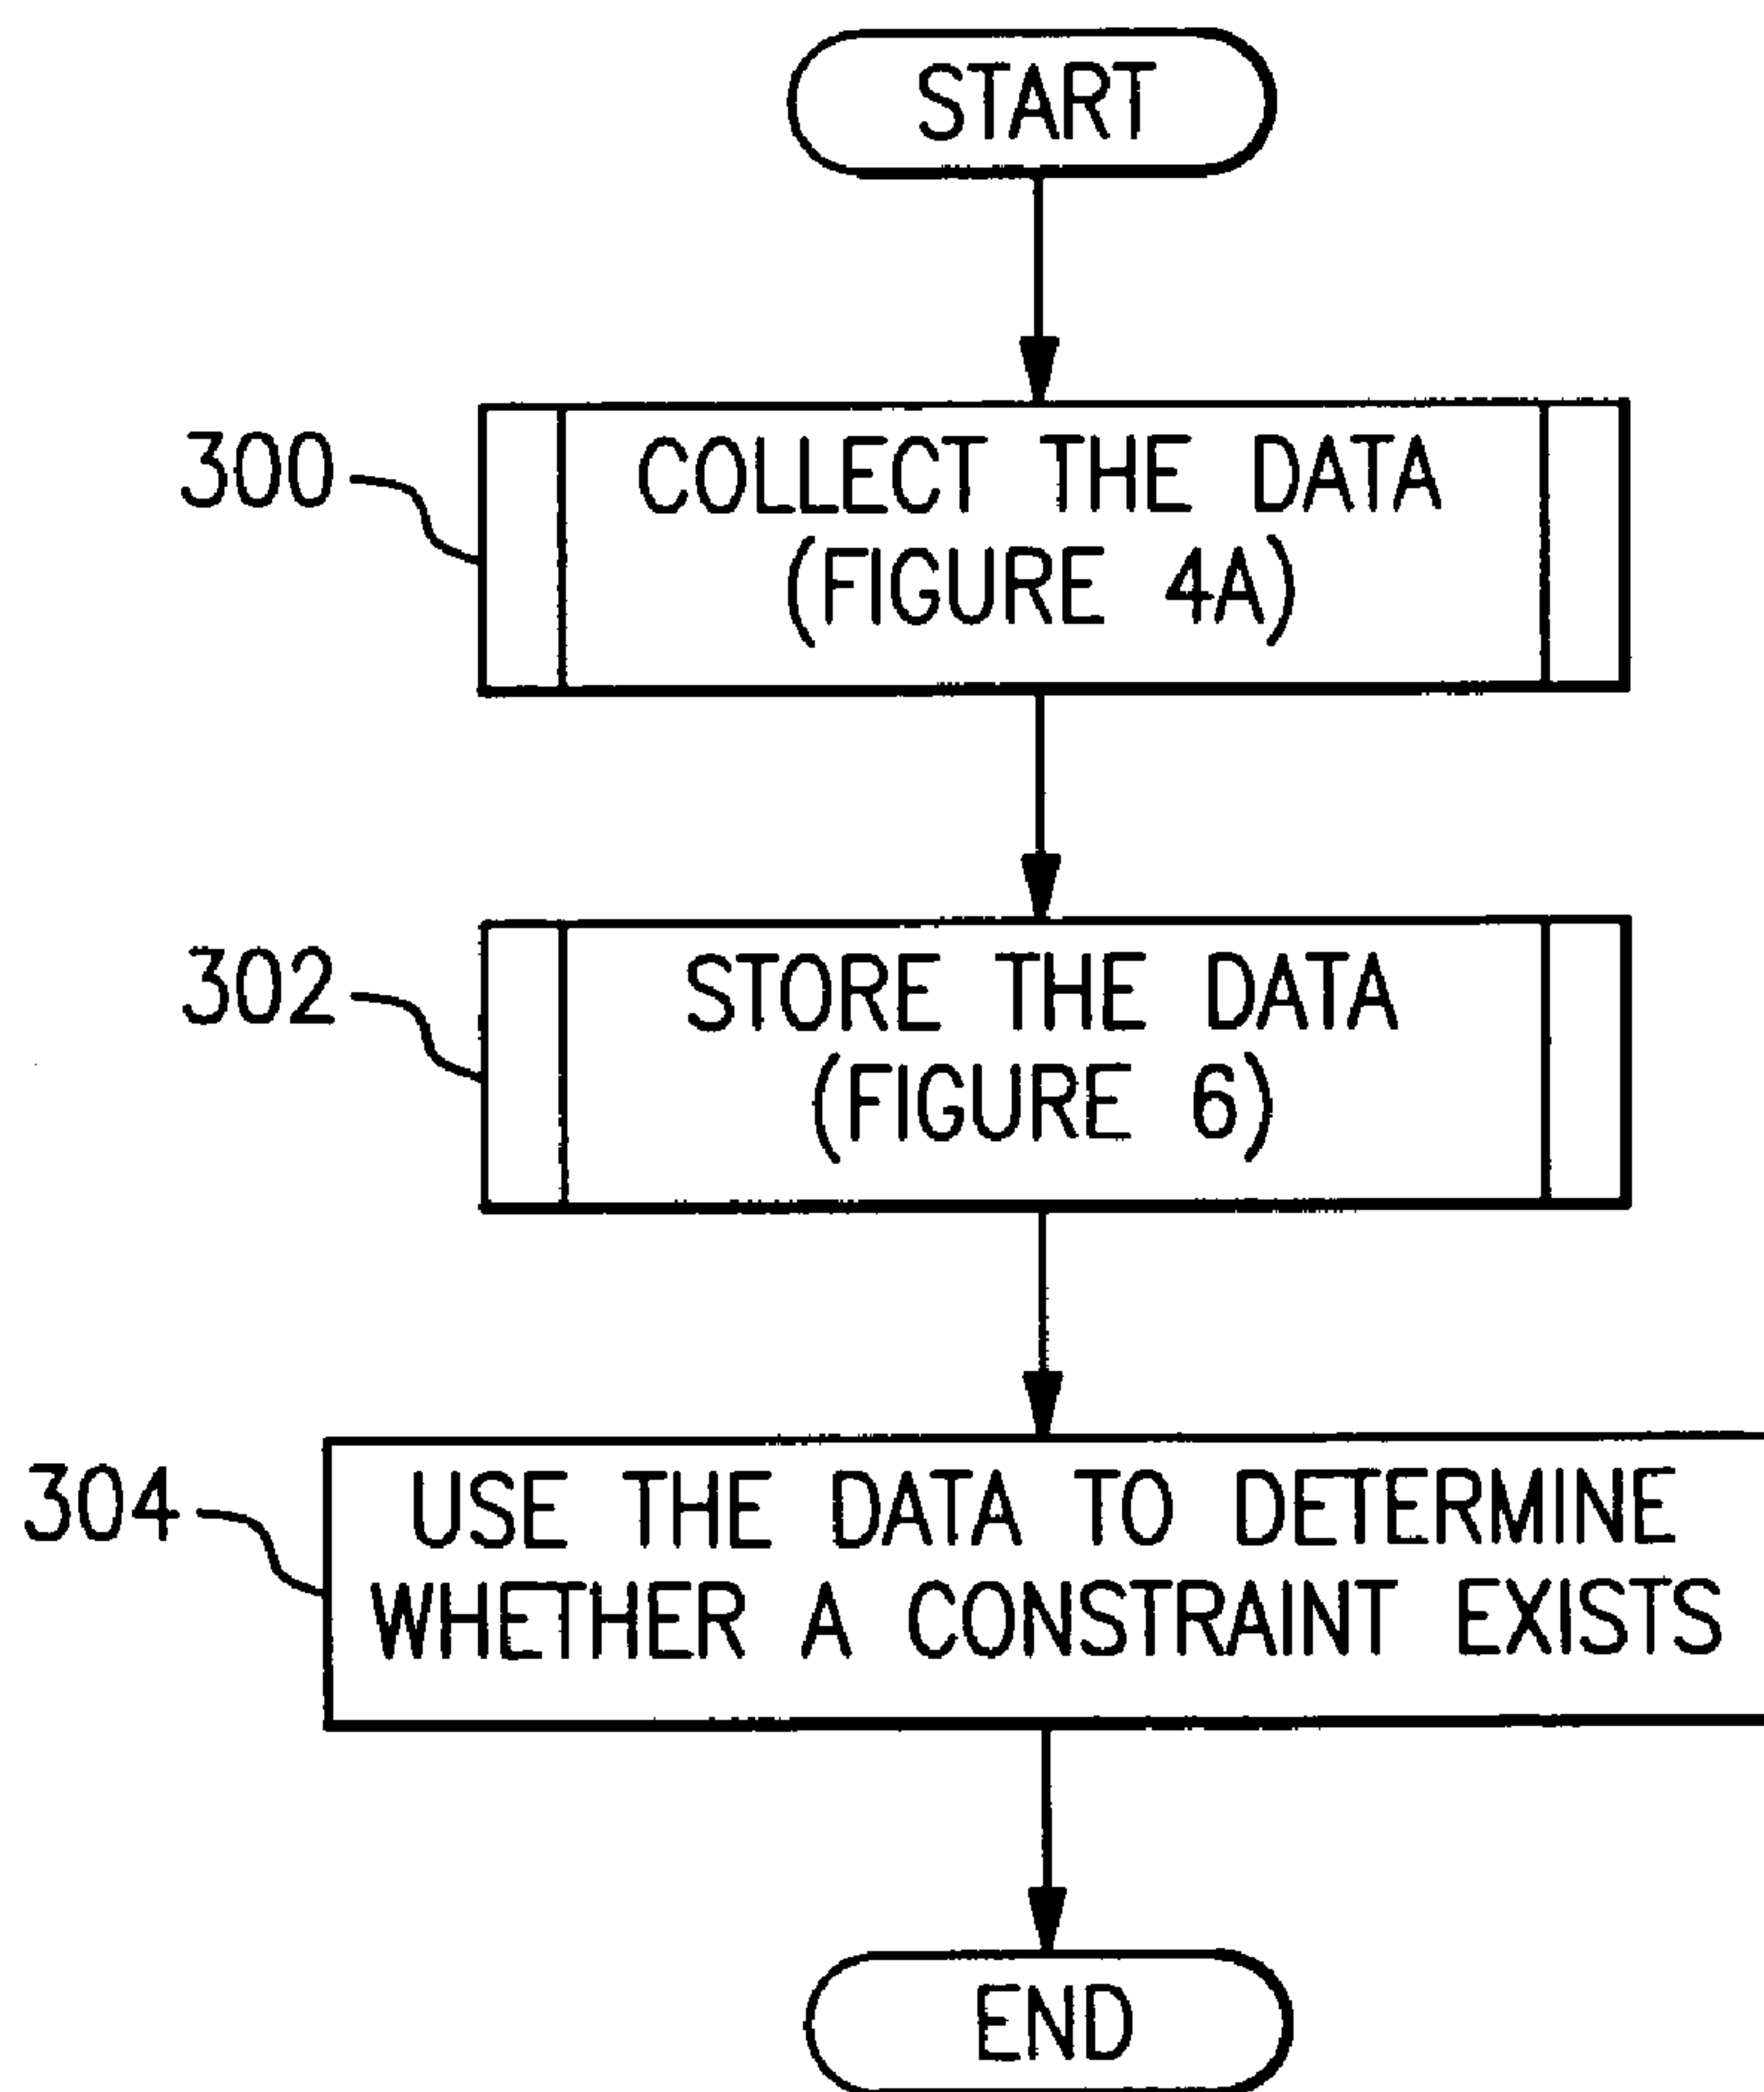 START
300
COLLECT THE DATA
(FIGURE 4A)
302
STORE THE DATA
(FIGURE 6)
304
USE THE DATA TO DETERMINE
WHETHER A CONSTRAINT EXISTS
END